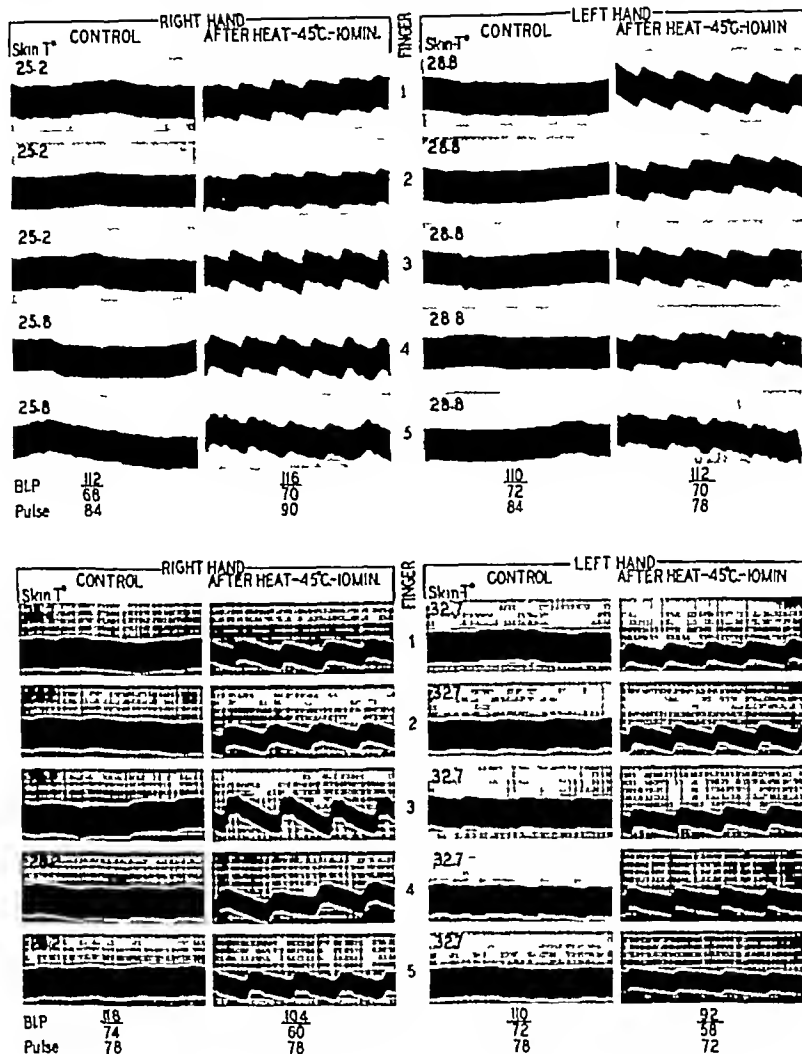 RIGHT HAND
LEFT HAND
Skin T° CONTROL AFTER HEAT-45°C.-10MIN. FINGER Skin T° CONTROL AFTER HEAT-45°C.-10MIN
25.2 1 28.8
25.2 2 28.8
25.2 3 28.8
25.8 4 28.8
25.8 5 28.8
BLP 112/68 116/70 110/72 112/70
Pulse 84 90 84 78
RIGHT HAND
LEFT HAND
Skin T° CONTROL AFTER HEAT-45°C.-10MIN. FINGER Skin T° CONTROL AFTER HEAT-45°C.-10MIN
1 32.7
2 32.7
3 32.7
28.2 4 32.7
5 32.7
BLP 74 104/60 110/72 92/58
Pulse 78 78 78 72